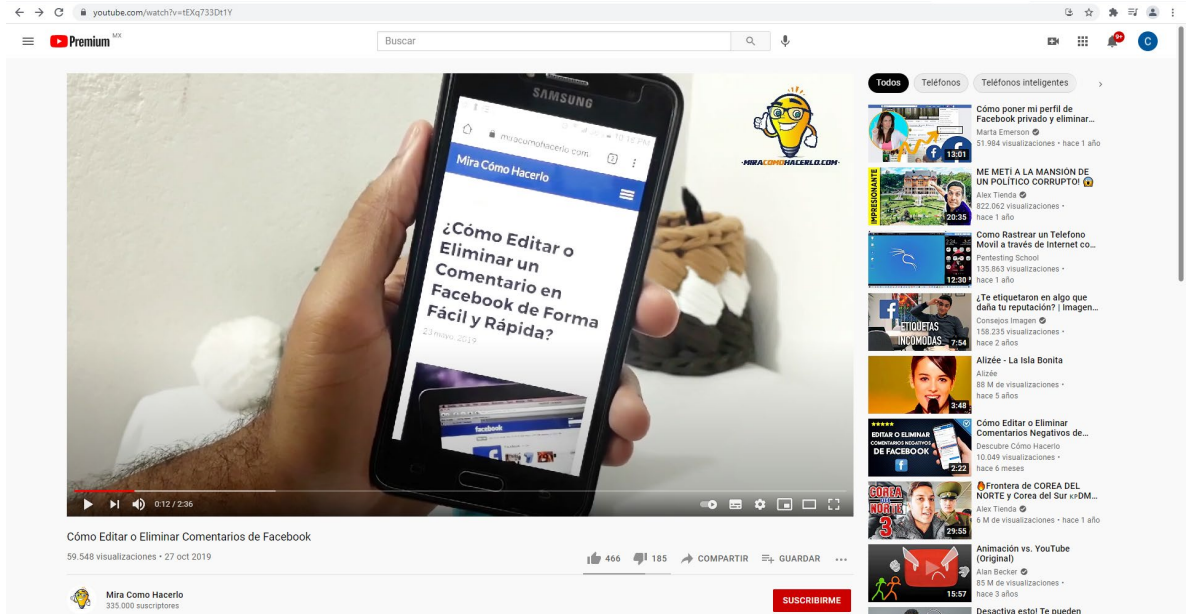 youtube.com/watch?v=tEXq733Dt1Y
Premium MX
Buscar
9+
C
SAMSUNG
10:18 PM
miracomohacerlo.com
Mira Cómo Hacerlo
¿Cómo Editar o
Eliminar un
Comentario en
Facebook de Forma
Fácil y Rápida?
23 mayo, 2019
facebook
MIRACOMOHACERLO.COM
0:12 / 2:36
Cómo Editar o Eliminar Comentarios de Facebook
59.548 visualizaciones • 27 oct 2019
466
185
COMPARTIR
GUARDAR
Mira Como Hacerlo
335.000 suscriptores
SUSCRIBIRME
Todos
Teléfonos
Teléfonos inteligentes
13:01
Cómo poner mi perfil de
Facebook privado y eliminar...
Marta Emerson
51.984 visualizaciones • hace 1 año
IMPRESIONANTE
20:35
ME METÍ A LA MANSIÓN DE
UN POLÍTICO CORRUPTO! 😱
Alex Tienda
822.062 visualizaciones •
hace 1 año
12:30
Como Rastrear un Telefono
Movil a través de Internet co...
Pentesting School
135.863 visualizaciones •
hace 1 año
ETIQUETAS
INCOMODAS
7:54
¿Te etiquetaron en algo que
daña tu reputación? | Imagen...
Consejos Imagen
158.235 visualizaciones •
hace 2 años
3:48
Alizée - La Isla Bonita
Alizée
88 M de visualizaciones •
hace 5 años
EDITAR O ELIMINAR
COMENTARIOS NEGATIVOS
DE FACEBOOK
2:22
Cómo Editar o Eliminar
Comentarios Negativos de...
Descubre Cómo Hacerlo
10.049 visualizaciones •
hace 6 meses
COREA
DEL
NORTE
3
29:55
🔥Frontera de COREA DEL
NORTE y Corea del Sur KPDM...
Alex Tienda
6 M de visualizaciones • hace 1 año
15:57
Animación vs. YouTube
(Original)
Alan Becker
85 M de visualizaciones •
hace 3 años
Desactiva esto! Te pueden